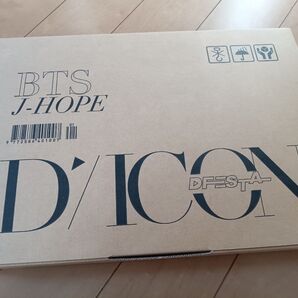 BTS
J-HOPE
D'/ICON
DFESTA